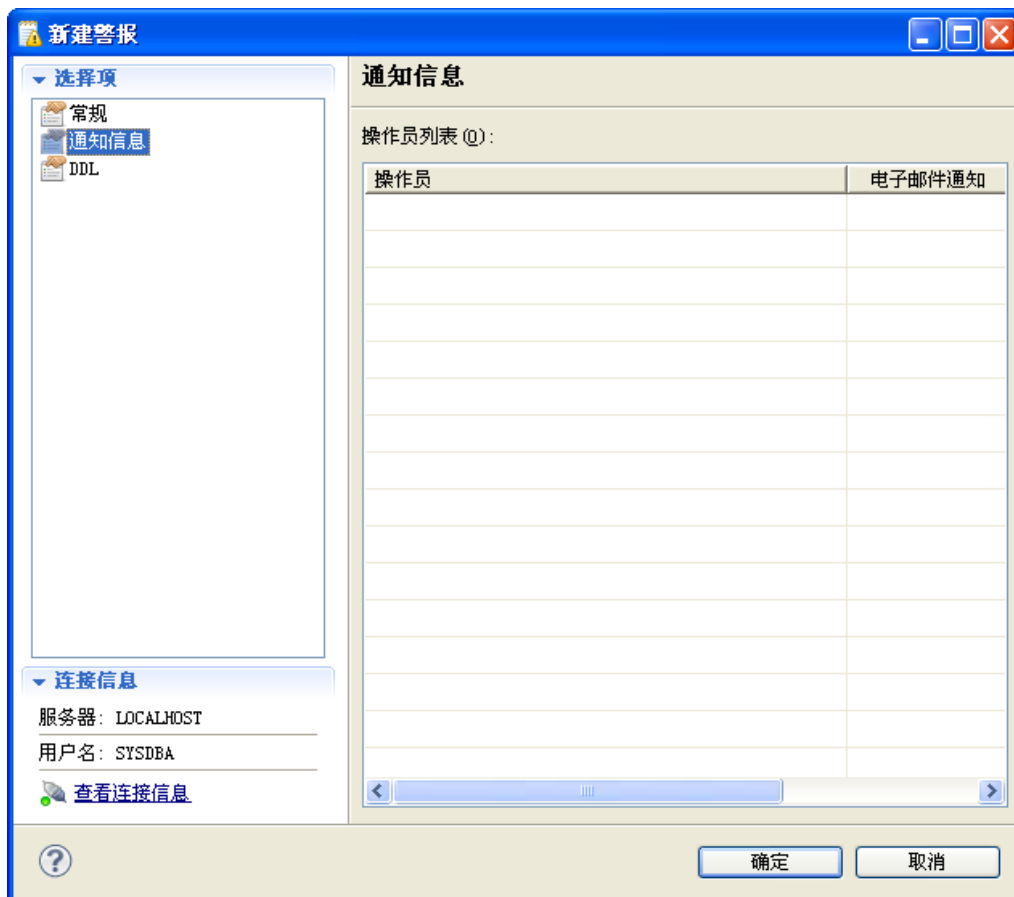 新建警报
选择项
常规
通知信息
DDL
连接信息
服务器: LOCALHOST
用户名: SYSDBA
查看连接信息
通知信息
操作员列表(O):
操作员 电子邮件通知
确定 取消